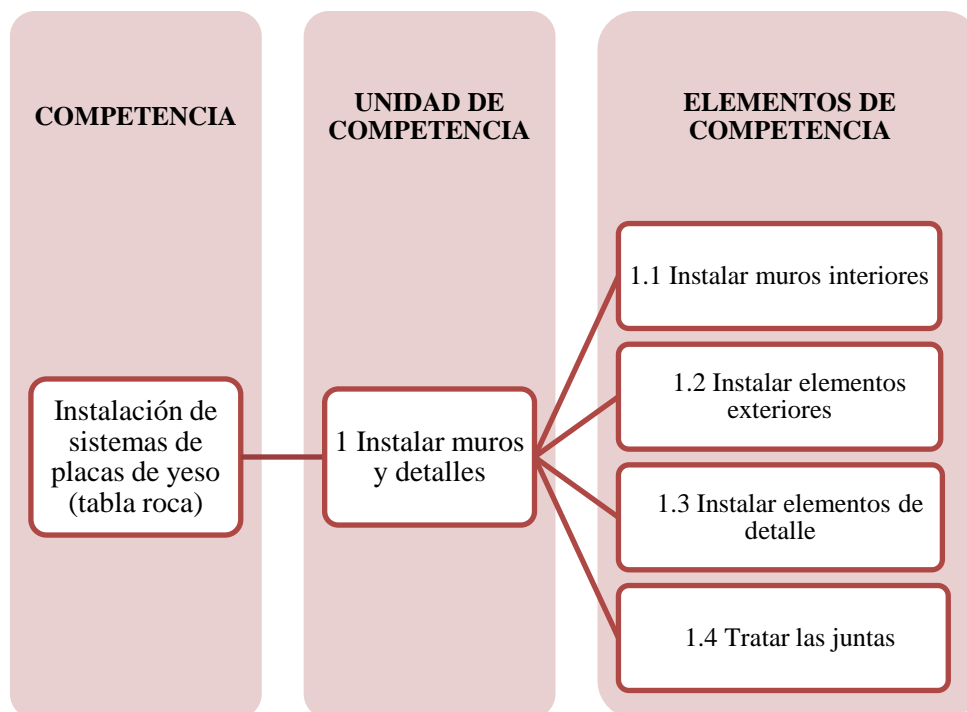 COMPETENCIA
UNIDAD DE
COMPETENCIA
ELEMENTOS DE
COMPETENCIA
Instalación de
sistemas de
placas de yeso
(tabla roca)
1 Instalar muros
y detalles
1.1 Instalar muros interiores
1.2 Instalar elementos
exteriores
1.3 Instalar elementos de
detalle
1.4 Tratar las juntas